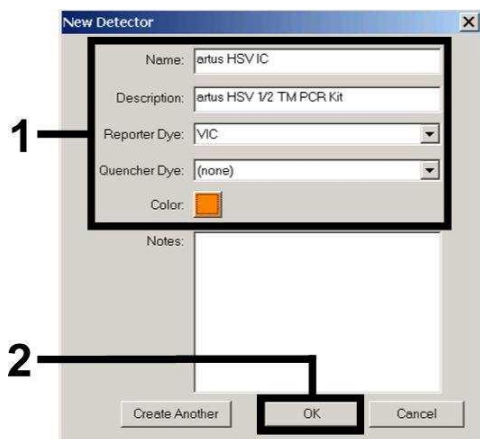 New Detector
Name: artus HSV IC
Description: artus HSV 1/2 TM PCR Kit
1
Reporter Dye: VIC
Quencher Dye: (none)
Color:
Notes:
2
Create Another OK Cancel